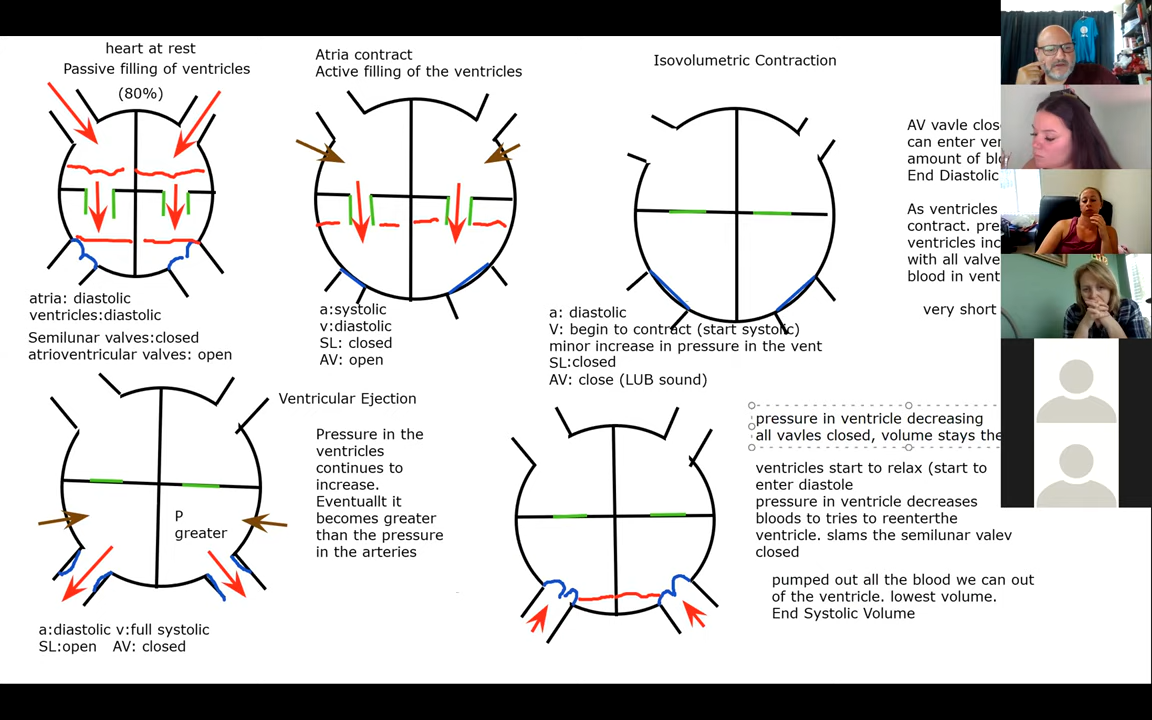 heart at rest
Passive filling of ventricles
(80%)
atria: diastolic
ventricles:diastolic
Semilunar valves:closed
atrioventricular valves: open
Atria contract
Active filling of the ventricles
a:systolic
v:diastolic
SL: closed
AV: open
Isovolumetric Contraction
a: diastolic
V: begin to contract (start systolic)
minor increase in pressure in the vent
SL:closed
AV: close (LUB sound)
AV vavle
can enter
amount of
End Diastolic
As ventricles
contract.
ventricles
with all
blood in
very short
Ventricular Ejection
Pressure in the
ventricles
continues to
increase.
Eventuallt it
becomes greater
than the pressure
in the arteries
P
greater
a:diastolic v:full systolic
SL:open AV: closed
pressure in ventricle decreasing
all vavles closed, volume stays the
ventricles start to relax (start to
enter diastole
pressure in ventricle decreases
bloods to tries to reenterthe
ventricle. slams the semilunar valev
closed
pumped out all the blood we can out
of the ventricle. lowest volume.
End Systolic Volume